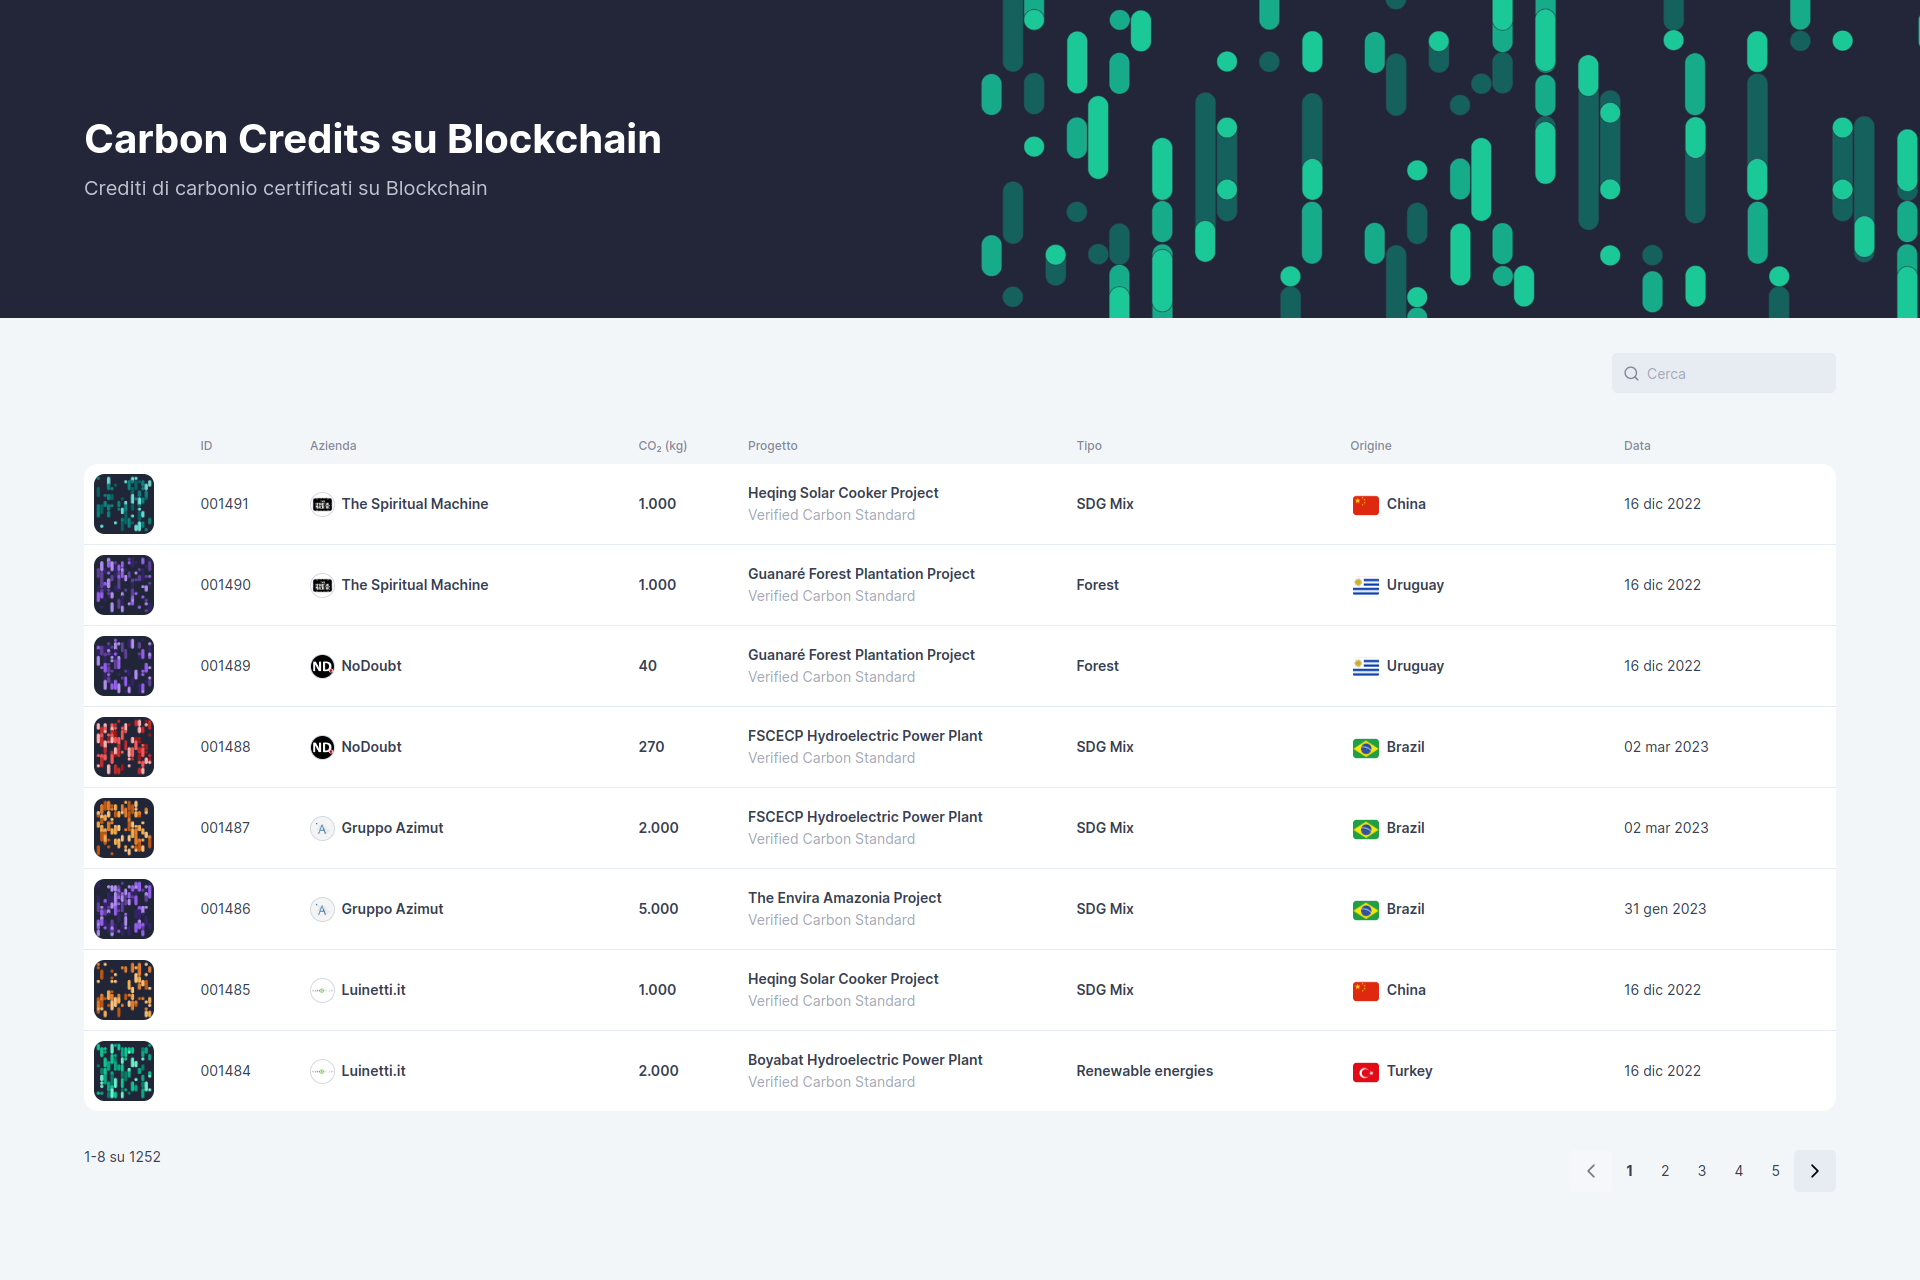 Carbon Credits su Blockchain
Crediti di carbonio certificati su Blockchain
Cerca
ID Azienda CO₂ (kg) Progetto Tipo Origine Data
001491 The Spiritual Machine 1.000 Heqing Solar Cooker Project SDG Mix China 16 dic 2022
Verified Carbon Standard
001490 The Spiritual Machine 1.000 Guanaré Forest Plantation Project Forest Uruguay 16 dic 2022
Verified Carbon Standard
ND
001489 NoDoubt 40 Guanaré Forest Plantation Project Forest Uruguay 16 dic 2022
Verified Carbon Standard
ND
001488 NoDoubt 270 FSCECP Hydroelectric Power Plant SDG Mix Brazil 02 mar 2023
Verified Carbon Standard
001487 Gruppo Azimut 2.000 FSCECP Hydroelectric Power Plant SDG Mix Brazil 02 mar 2023
Verified Carbon Standard
001486 Gruppo Azimut 5.000 The Envira Amazonia Project SDG Mix Brazil 31 gen 2023
Verified Carbon Standard
001485 Luinetti.it 1.000 Heqing Solar Cooker Project SDG Mix China 16 dic 2022
Verified Carbon Standard
001484 Luinetti.it 2.000 Boyabat Hydroelectric Power Plant Renewable energies Turkey 16 dic 2022
Verified Carbon Standard
1-8 su 1252
1 2 3 4 5